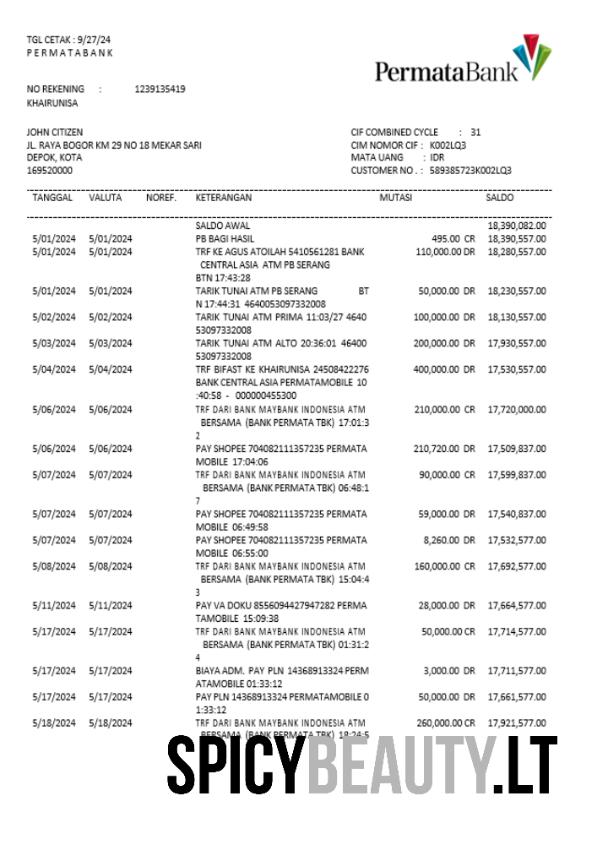 TGL CETAK : 9/27/24
PERMATABANK
PermataBank
NO REKENING : 1239135419
KHAIRUNISA
JOHN CITIZEN CIF COMBINED CYCLE : 31
JL. RAYA BOGOR KM 29 NO 18 MEKAR SARI CIM NOMOR CIF : K002LQ3
DEPOK, KOTA MATA UANG : IDR
169520000 CUSTOMER NO . : 589385723K002LQ3
TANGGAL VALUTA NOREF. KETERANGAN MUTASI SALDO
SALDO AWAL 18,390,082.00
5/01/2024 5/01/2024 PB BAGI HASIL 495.00 CR 18,390,557.00
5/01/2024 5/01/2024 TRF KE AGUS ATOILAH 5410561281 BANK 110,000.00 DR 18,280,557.00
CENTRAL ASIA ATM PB SERANG
BTN 17:43:28
5/01/2024 5/01/2024 TARIK TUNAI ATM PB SERANG BT 50,000.00 DR 18,230,557.00
N 17:44:31 4640053097332008
5/02/2024 5/02/2024 TARIK TUNAI ATM PRIMA 11:03/27 4640 100,000.00 DR 18,130,557.00
53097332008
5/03/2024 5/03/2024 TARIK TUNAI ATM ALTO 20:36:01 46400 200,000.00 DR 17,930,557.00
53097332008
5/04/2024 5/04/2024 TRF BIFAST KE KHAIRUNISA 24508422276 400,000.00 DR 17,530,557.00
BANK CENTRAL ASIA PERMATAMOBILE 10
:40:58 - 000000455300
5/06/2024 5/06/2024 TRF DARI BANK MAYBANK INDONESIA ATM 210,000.00 CR 17,720,000.00
BERSAMA (BANK PERMATA TBK) 17:01:3
2
5/06/2024 5/06/2024 PAY SHOPEE 704082111357235 PERMATA 210,720.00 DR 17,509,837.00
MOBILE 17:04:06
5/07/2024 5/07/2024 TRF DARI BANK MAYBANK INDONESIA ATM 90,000.00 DR 17,599,837.00
BERSAMA (BANK PERMATA TBK) 06:48:1
7
5/07/2024 5/07/2024 PAY SHOPEE 704082111357235 PERMATA 59,000.00 DR 17,540,837.00
MOBILE 06:49:58
5/07/2024 5/07/2024 PAY SHOPEE 704082111357235 PERMATA 8,260.00 DR 17,532,577.00
MOBILE 06:55:00
5/08/2024 5/08/2024 TRF DARI BANK MAYBANK INDONESIA ATM 160,000.00 CR 17,692,577.00
BERSAMA (BANK PERMATA TBK) 15:04:4
3
5/11/2024 5/11/2024 PAY VA DOKU 8556094427947282 PERMA 28,000.00 DR 17,664,577.00
TAMOBILE 15:09:38
5/17/2024 5/17/2024 TRF DARI BANK MAYBANK INDONESIA ATM 50,000.00 CR 17,714,577.00
BERSAMA (BANK PERMATA TBK) 01:31:2
4
5/17/2024 5/17/2024 BIAYA ADM. PAY PLN 14368913324 PERM 3,000.00 DR 17,711,577.00
ATAMOBILE 01:33:12
5/17/2024 5/17/2024 PAY PLN 14368913324 PERMATAMOBILE 0 50,000.00 DR 17,661,577.00
1:33:12
5/18/2024 5/18/2024 TRF DARI BANK MAYBANK INDONESIA ATM 260,000.00 CR 17,921,577.00
BERSAMA (BANK PERMATA TBK) 18:24:5
SPICYBEAUTY.LT